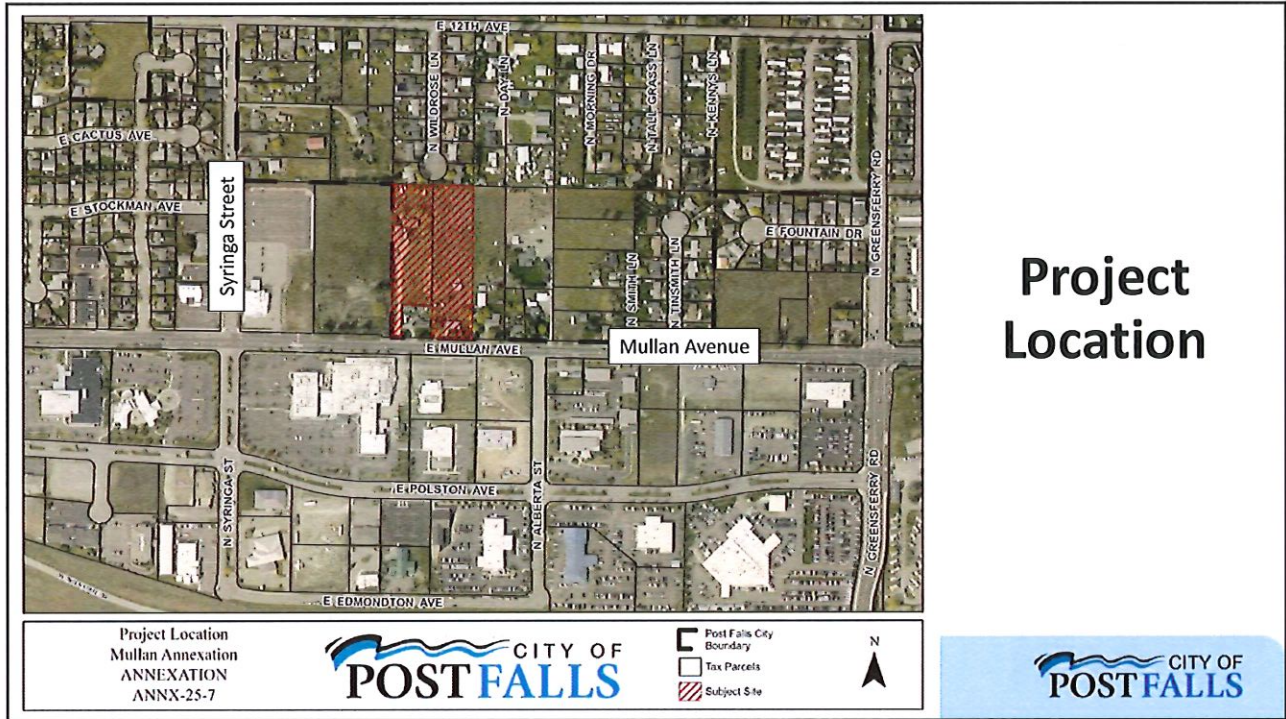 E 12TH AVE
N WILDROSE LN
N DAY LN
N MORNING DR
N TALL GRASS LN
N KENNYS LN
E CACTUS AVE
N GREENSFERRY RD
Syringa Street
E STOCKMAN AVE
E FOUNTAIN DR
N SMITH LN
N TINSMITH LN
E MULLAN AVE
Mullan Avenue
Project
Location
N SYRINGA ST
E POLSTON AVE
N ALBERTA ST
N GREENSFERRY RD
E EDMONDTON AVE
Project Location
Mullan Annexation
ANNEXATION
ANNX-25-7
CITY OF
POST FALLS
Post Falls City
Boundary
Tax Parcels
Subject Site
N
CITY OF
POST FALLS